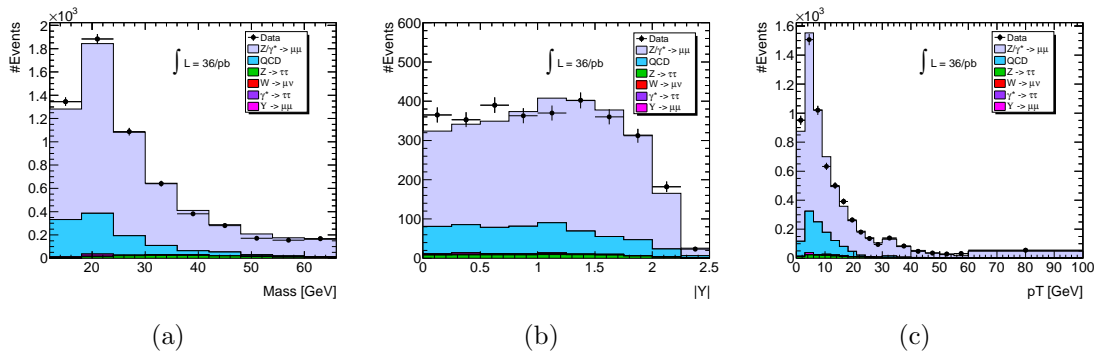 ×10³
#Events
2
1.8
1.6
1.4
1.2
1
0.8
0.6
0.4
0.2
0
20 30 40 50 60
Mass [GeV]
∫ L = 36/pb
Data
Z/γ* -> μμ
QCD
Z -> ττ
W -> μν
γ* -> ττ
Υ -> μμ
(a)
#Events
600
500
400
300
200
100
0
0 0.5 1 1.5 2 2.5
|Y|
∫ L = 36/pb
Data
Z/γ* -> μμ
QCD
Z -> ττ
W -> μν
γ* -> ττ
Υ -> μμ
(b)
×10³
#Events
1.6
1.4
1.2
1
0.8
0.6
0.4
0.2
0
0 10 20 30 40 50 60 70 80 90 100
pT [GeV]
∫ L = 36/pb
Data
Z/γ* -> μμ
QCD
Z -> ττ
W -> μν
γ* -> ττ
Υ -> μμ
(c)